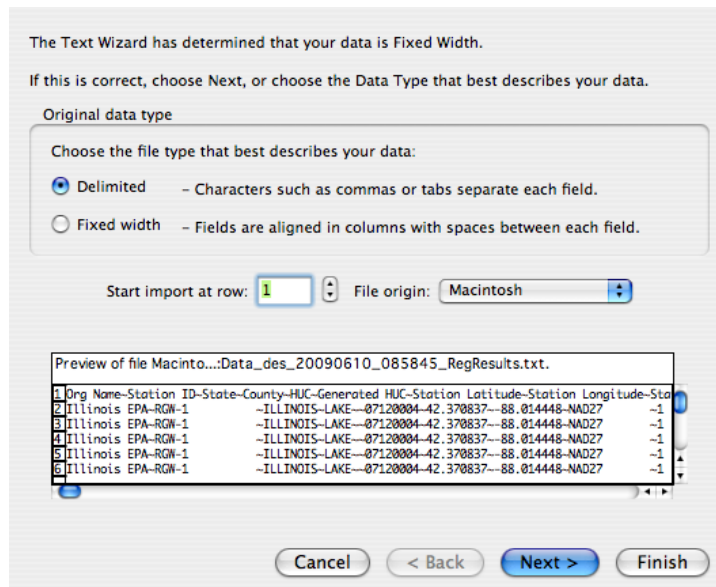 The Text Wizard has determined that your data is Fixed Width.
If this is correct, choose Next, or choose the Data Type that best describes your data.
Original data type
Choose the file type that best describes your data:
Delimited – Characters such as commas or tabs separate each field.
Fixed width – Fields are aligned in columns with spaces between each field.
Start import at row: 1 File origin: Macintosh
Preview of file Macinto...:Data_des_20090610_085845_RegResults.txt.
1 Org Name~Station ID~State~County~HUC~Generated HUC~Station Latitude~Station Longitude~Sta
2 Illinois EPA~RGW-1 ~ILLINOIS~LAKE~~07120004~42.370837~-88.014448~NAD27 ~1
3 Illinois EPA~RGW-1 ~ILLINOIS~LAKE~~07120004~42.370837~-88.014448~NAD27 ~1
4 Illinois EPA~RGW-1 ~ILLINOIS~LAKE~~07120004~42.370837~-88.014448~NAD27 ~1
5 Illinois EPA~RGW-1 ~ILLINOIS~LAKE~~07120004~42.370837~-88.014448~NAD27 ~1
6 Illinois EPA~RGW-1 ~ILLINOIS~LAKE~~07120004~42.370837~-88.014448~NAD27 ~1
Cancel < Back Next > Finish